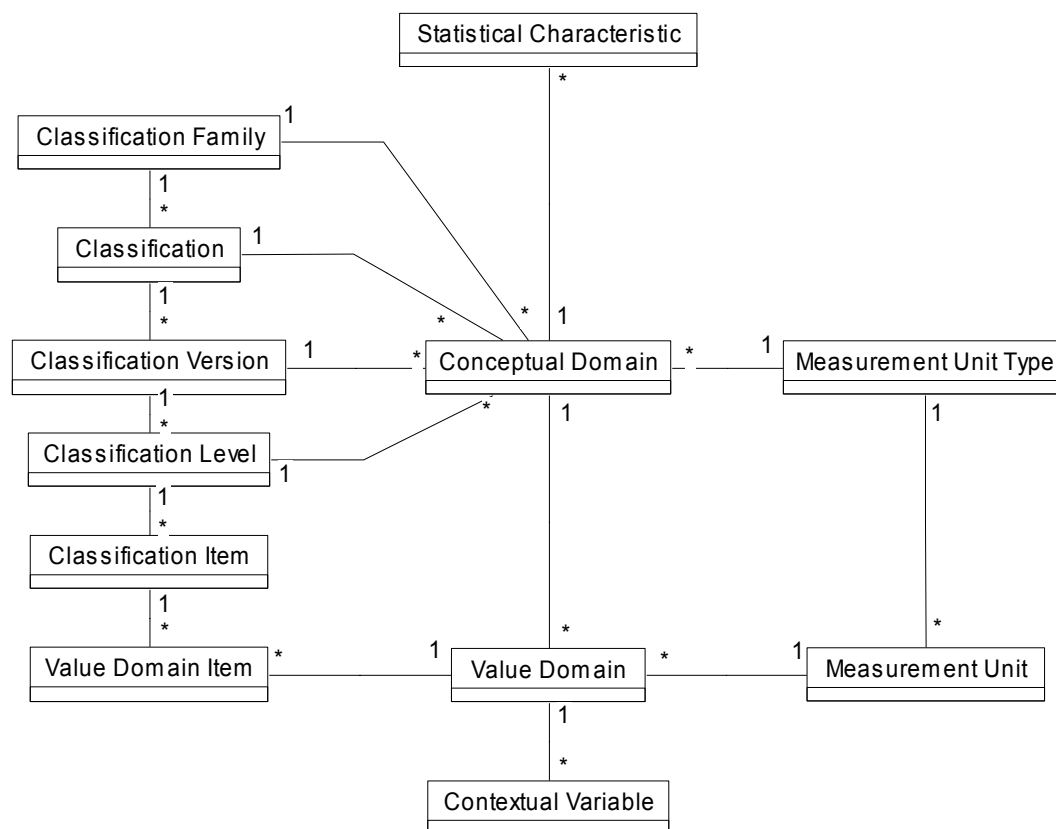 Statistical Characteristic
*
Classification Family
1
1
*
Classification
1
1
*
*
*
1
Classification Version
1
*
Conceptual Domain
*
1
Measurement Unit Type
1
*
*
1
1
Classification Level
1
1
*
Classification Item
1
*
*
*
Value Domain Item
*
1
Value Domain
*
1
Measurement Unit
1
*
Contextual Variable